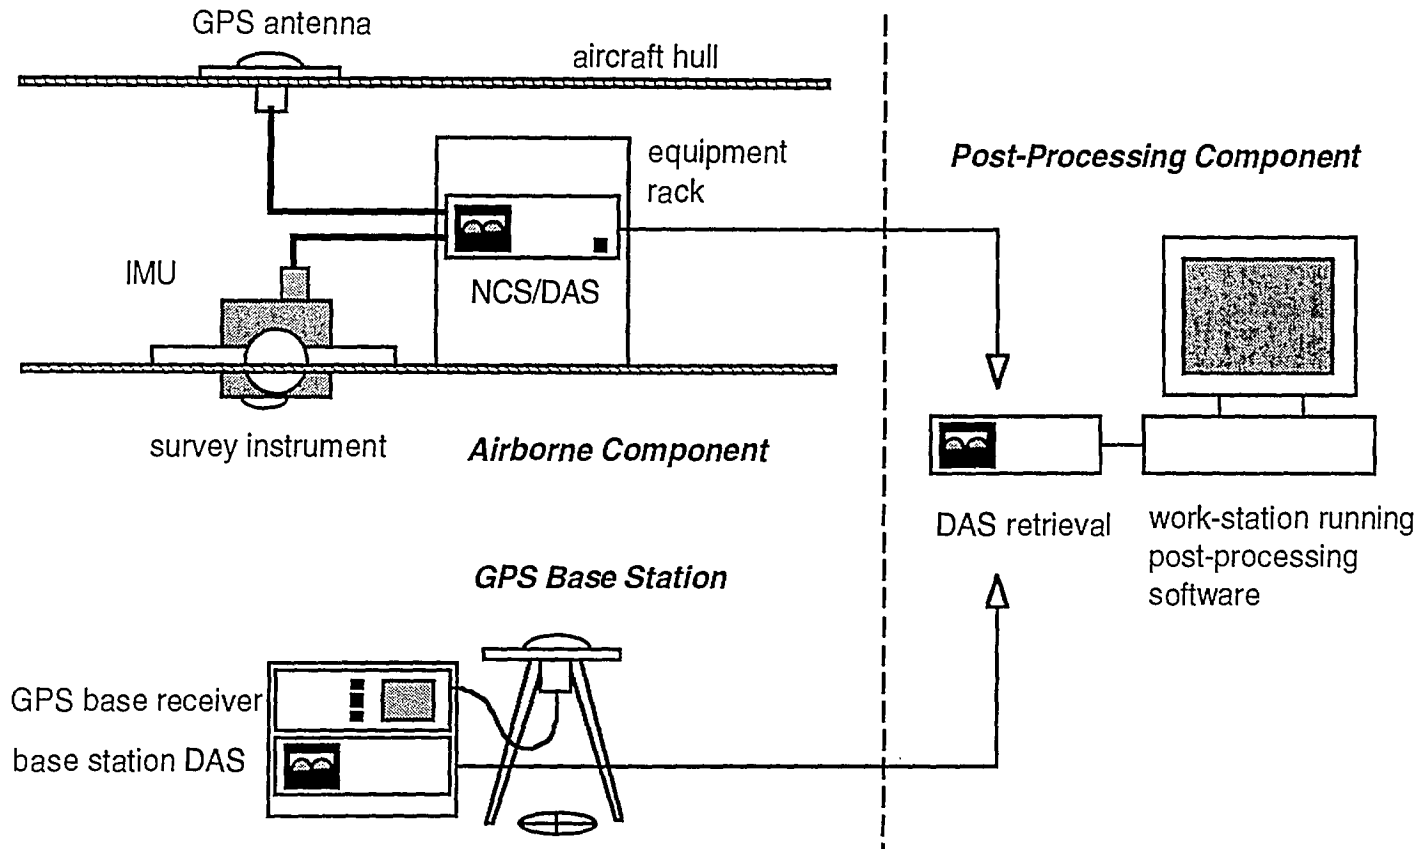 GPS antenna
aircraft hull
equipment
rack
IMU
NCS/DAS
survey instrument
Airborne Component
Post-Processing Component
DAS retrieval
work-station running
post-processing
software
GPS Base Station
GPS base receiver
base station DAS